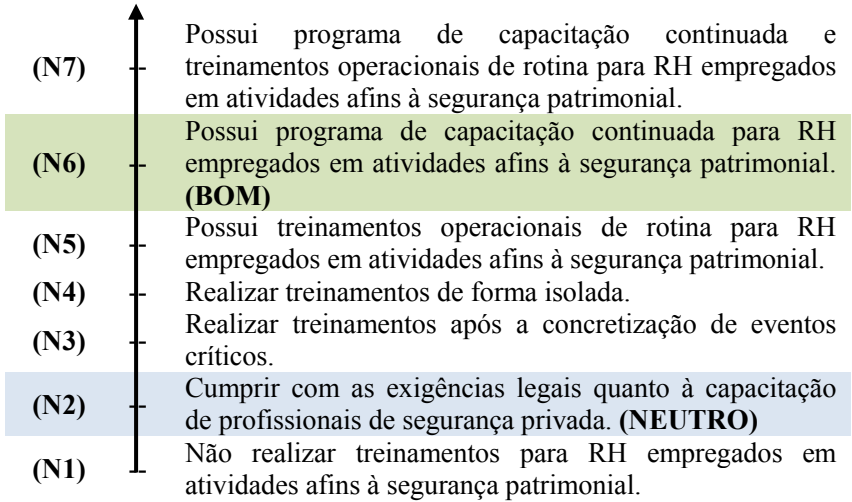 Possui programa de capacitação continuada e
(N7) treinamentos operacionais de rotina para RH empregados
em atividades afins à segurança patrimonial.
Possui programa de capacitação continuada para RH
(N6) empregados em atividades afins à segurança patrimonial.
(BOM)
(N5) Possui treinamentos operacionais de rotina para RH
empregados em atividades afins à segurança patrimonial.
(N4) Realizar treinamentos de forma isolada.
(N3) Realizar treinamentos após a concretização de eventos
críticos.
(N2) Cumprir com as exigências legais quanto à capacitação
de profissionais de segurança privada. (NEUTRO)
(N1) Não realizar treinamentos para RH empregados em
atividades afins à segurança patrimonial.